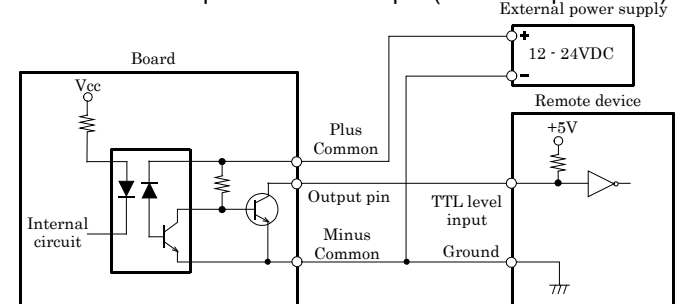 External power supply
+
12 - 24VDC
-
Board
Vcc
Remote device
+5V
Plus
Common
Output pin
TTL level
input
Internal
circuit
Minus
Common
Ground